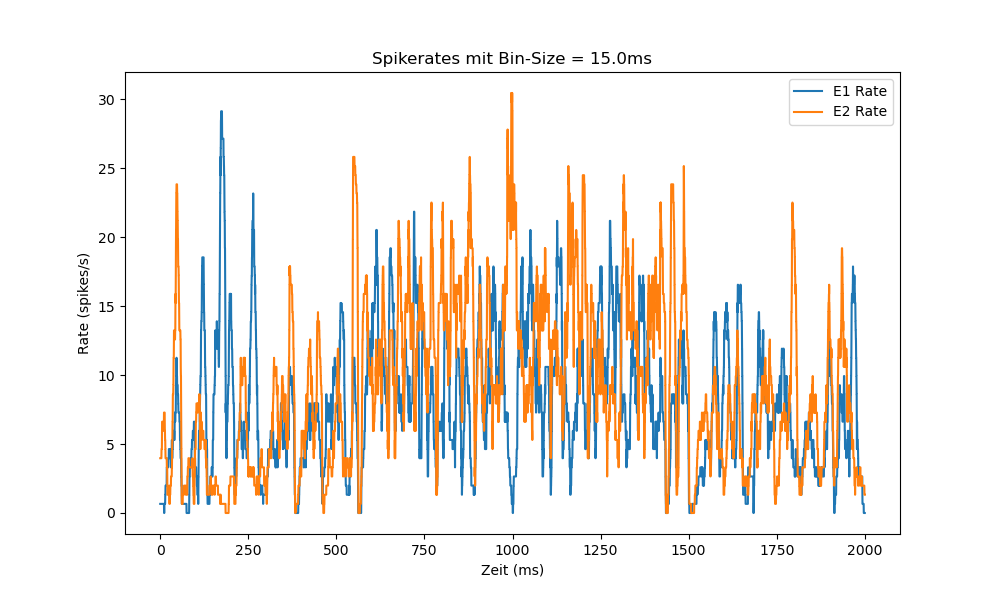 Spikerates mit Bin-Size = 15.0ms
E1 Rate
E2 Rate
30
25
20
15
10
5
0
Rate (spikes/s)
0 250 500 750 1000 1250 1500 1750 2000
Zeit (ms)